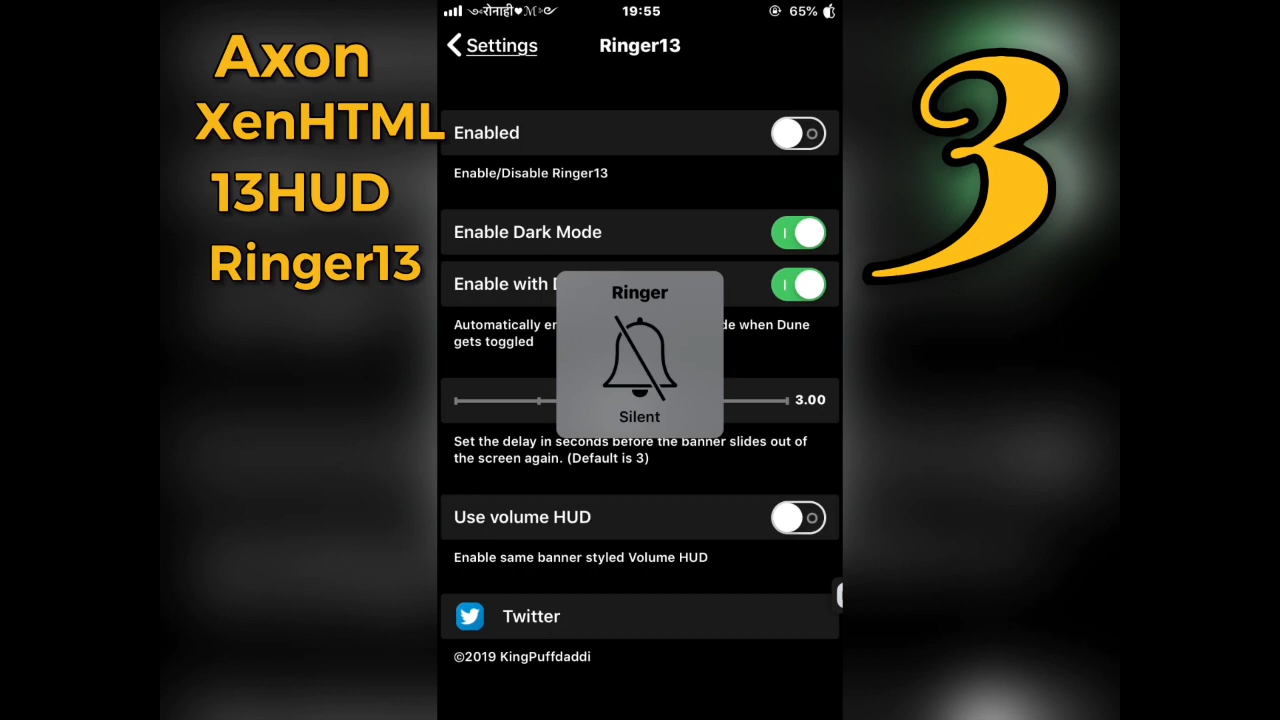 Axon
XenHTML
13HUD
Ringer13
3
༺रोनाही♥ℳ༻
19:55
65%
Settings
Ringer13
Enabled
Enable/Disable Ringer13
Enable Dark Mode
Enable with
Automatically
when Dune
gets toggled
Ringer
Silent
3.00
Set the delay in seconds before the banner slides out of
the screen again. (Default is 3)
Use volume HUD
Enable same banner styled Volume HUD
Twitter
©2019 KingPuffdaddi